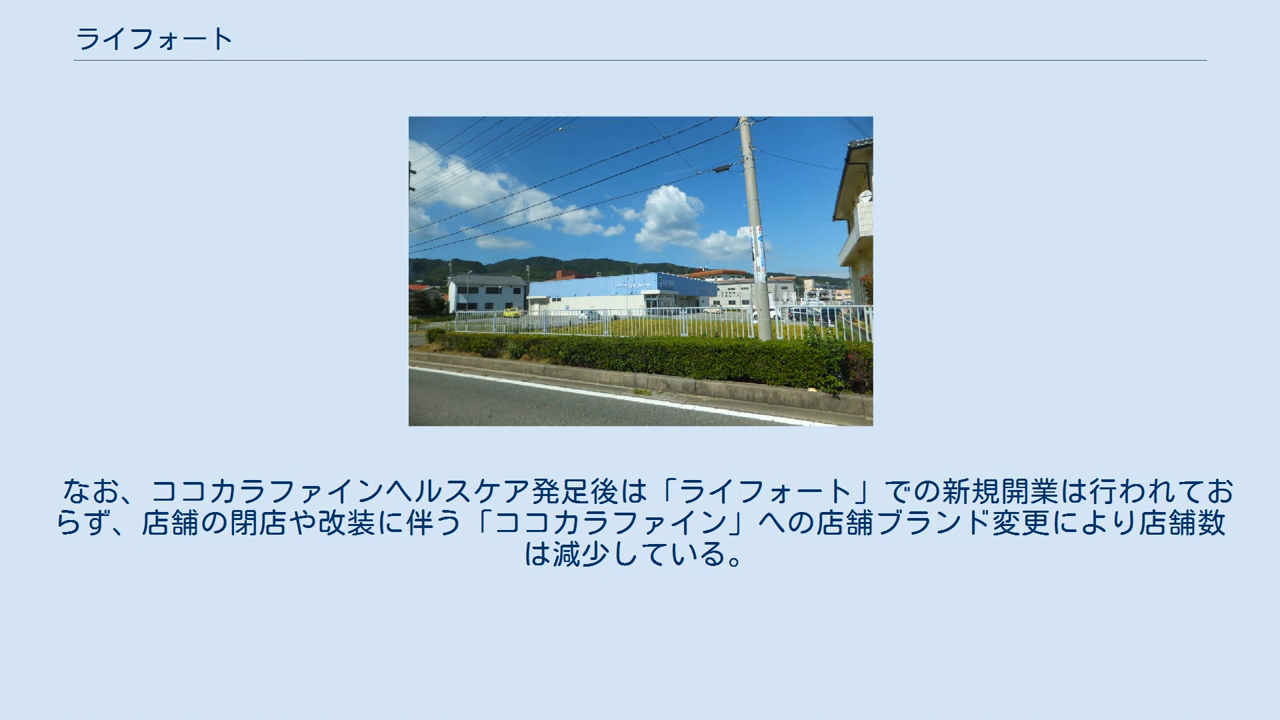 ライフォート
なお、ココカラファインヘルスケア発足後は「ライフォート」での新規開業は行われてお
らず、店舗の閉店や改装に伴う「ココカラファイン」への店舗ブランド変更により店舗数
は減少している。